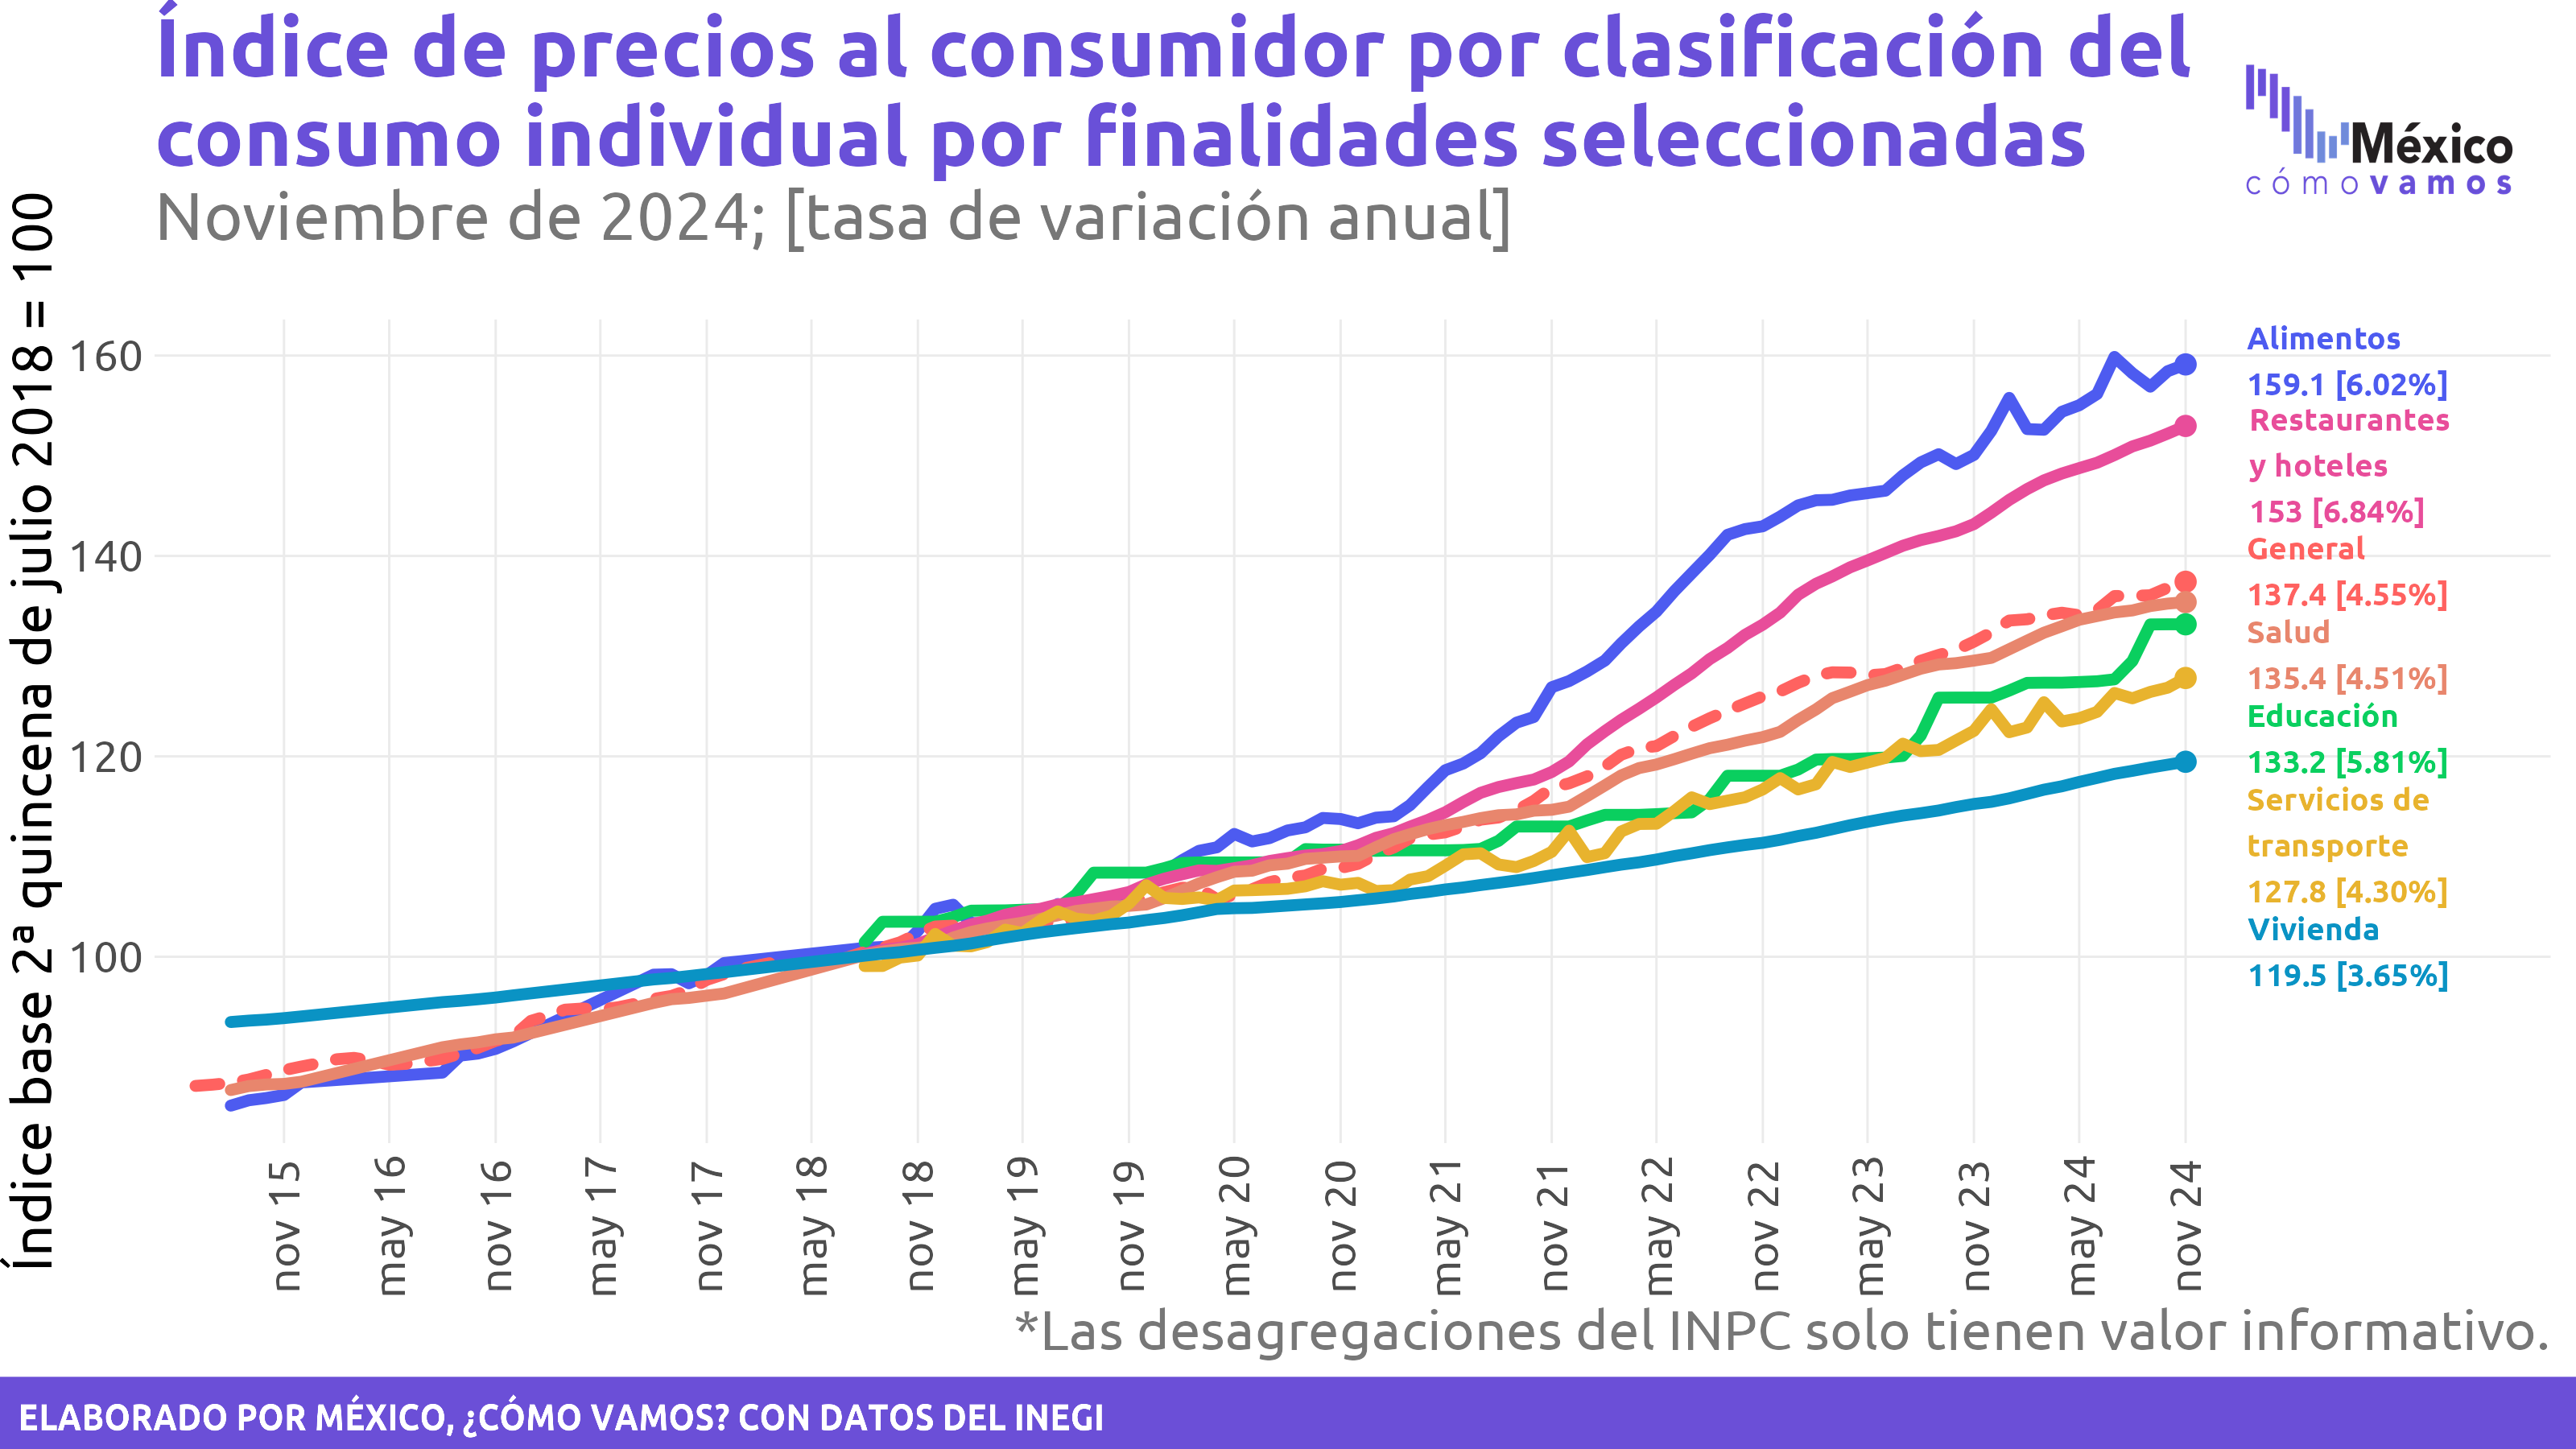 Índice de precios al consumidor por clasificación del
consumo individual por finalidades seleccionadas
Noviembre de 2024; [tasa de variación anual]
México
cómovamos
Índice base 2ª quincena de julio 2018 = 100
160
140
120
100
Alimentos
159.1 [6.02%]
Restaurantes
y hoteles
153 [6.84%]
General
137.4 [4.55%]
Salud
135.4 [4.51%]
Educación
133.2 [5.81%]
Servicios de
transporte
127.8 [4.30%]
Vivienda
119.5 [3.65%]
nov 15
may 16
nov 16
may 17
nov 17
may 18
nov 18
may 19
nov 19
may 20
nov 20
may 21
nov 21
may 22
nov 22
may 23
nov 23
may 24
nov 24
*Las desagregaciones del INPC solo tienen valor informativo.
ELABORADO POR MÉXICO, ¿CÓMO VAMOS? CON DATOS DEL INEGI